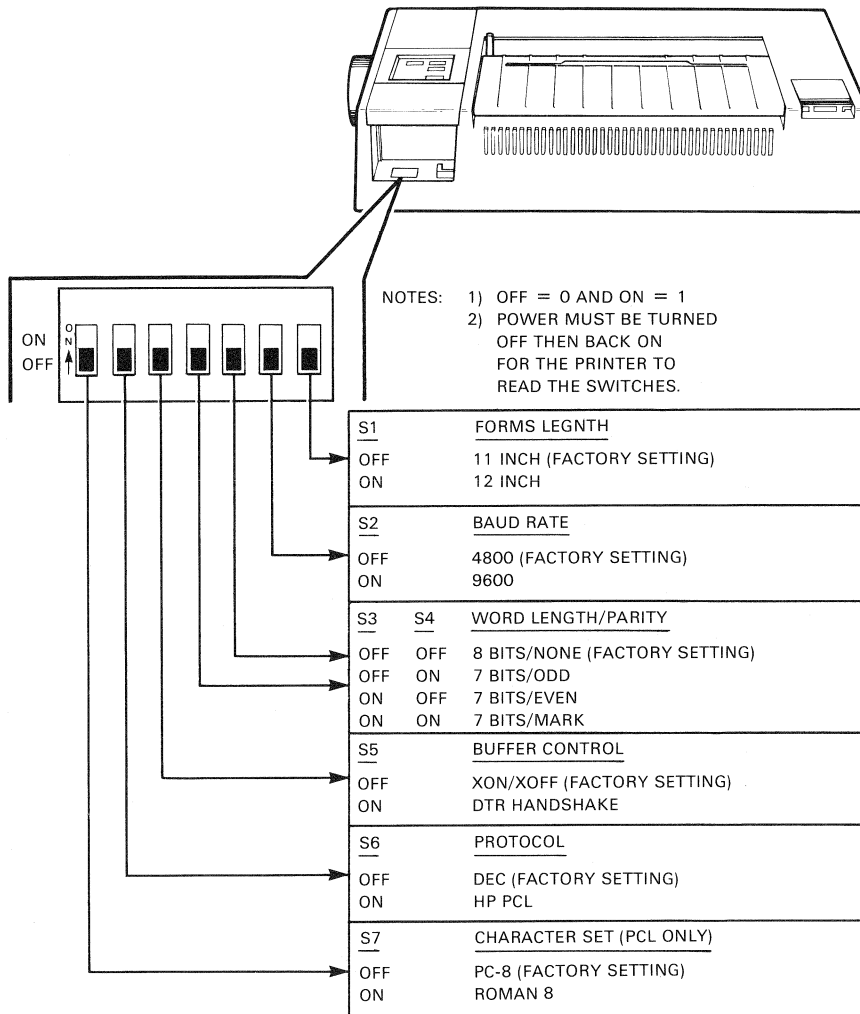 NOTES: 1) OFF = 0 AND ON = 1
2) POWER MUST BE TURNED
OFF THEN BACK ON
FOR THE PRINTER TO
READ THE SWITCHES.
ON
OFF
ON
S1 FORMS LEGNTH
OFF 11 INCH (FACTORY SETTING)
ON 12 INCH
S2 BAUD RATE
OFF 4800 (FACTORY SETTING)
ON 9600
S3 S4 WORD LENGTH/PARITY
OFF OFF 8 BITS/NONE (FACTORY SETTING)
OFF ON 7 BITS/ODD
ON OFF 7 BITS/EVEN
ON ON 7 BITS/MARK
S5 BUFFER CONTROL
OFF XON/XOFF (FACTORY SETTING)
ON DTR HANDSHAKE
S6 PROTOCOL
OFF DEC (FACTORY SETTING)
ON HP PCL
S7 CHARACTER SET (PCL ONLY)
OFF PC-8 (FACTORY SETTING)
ON ROMAN 8